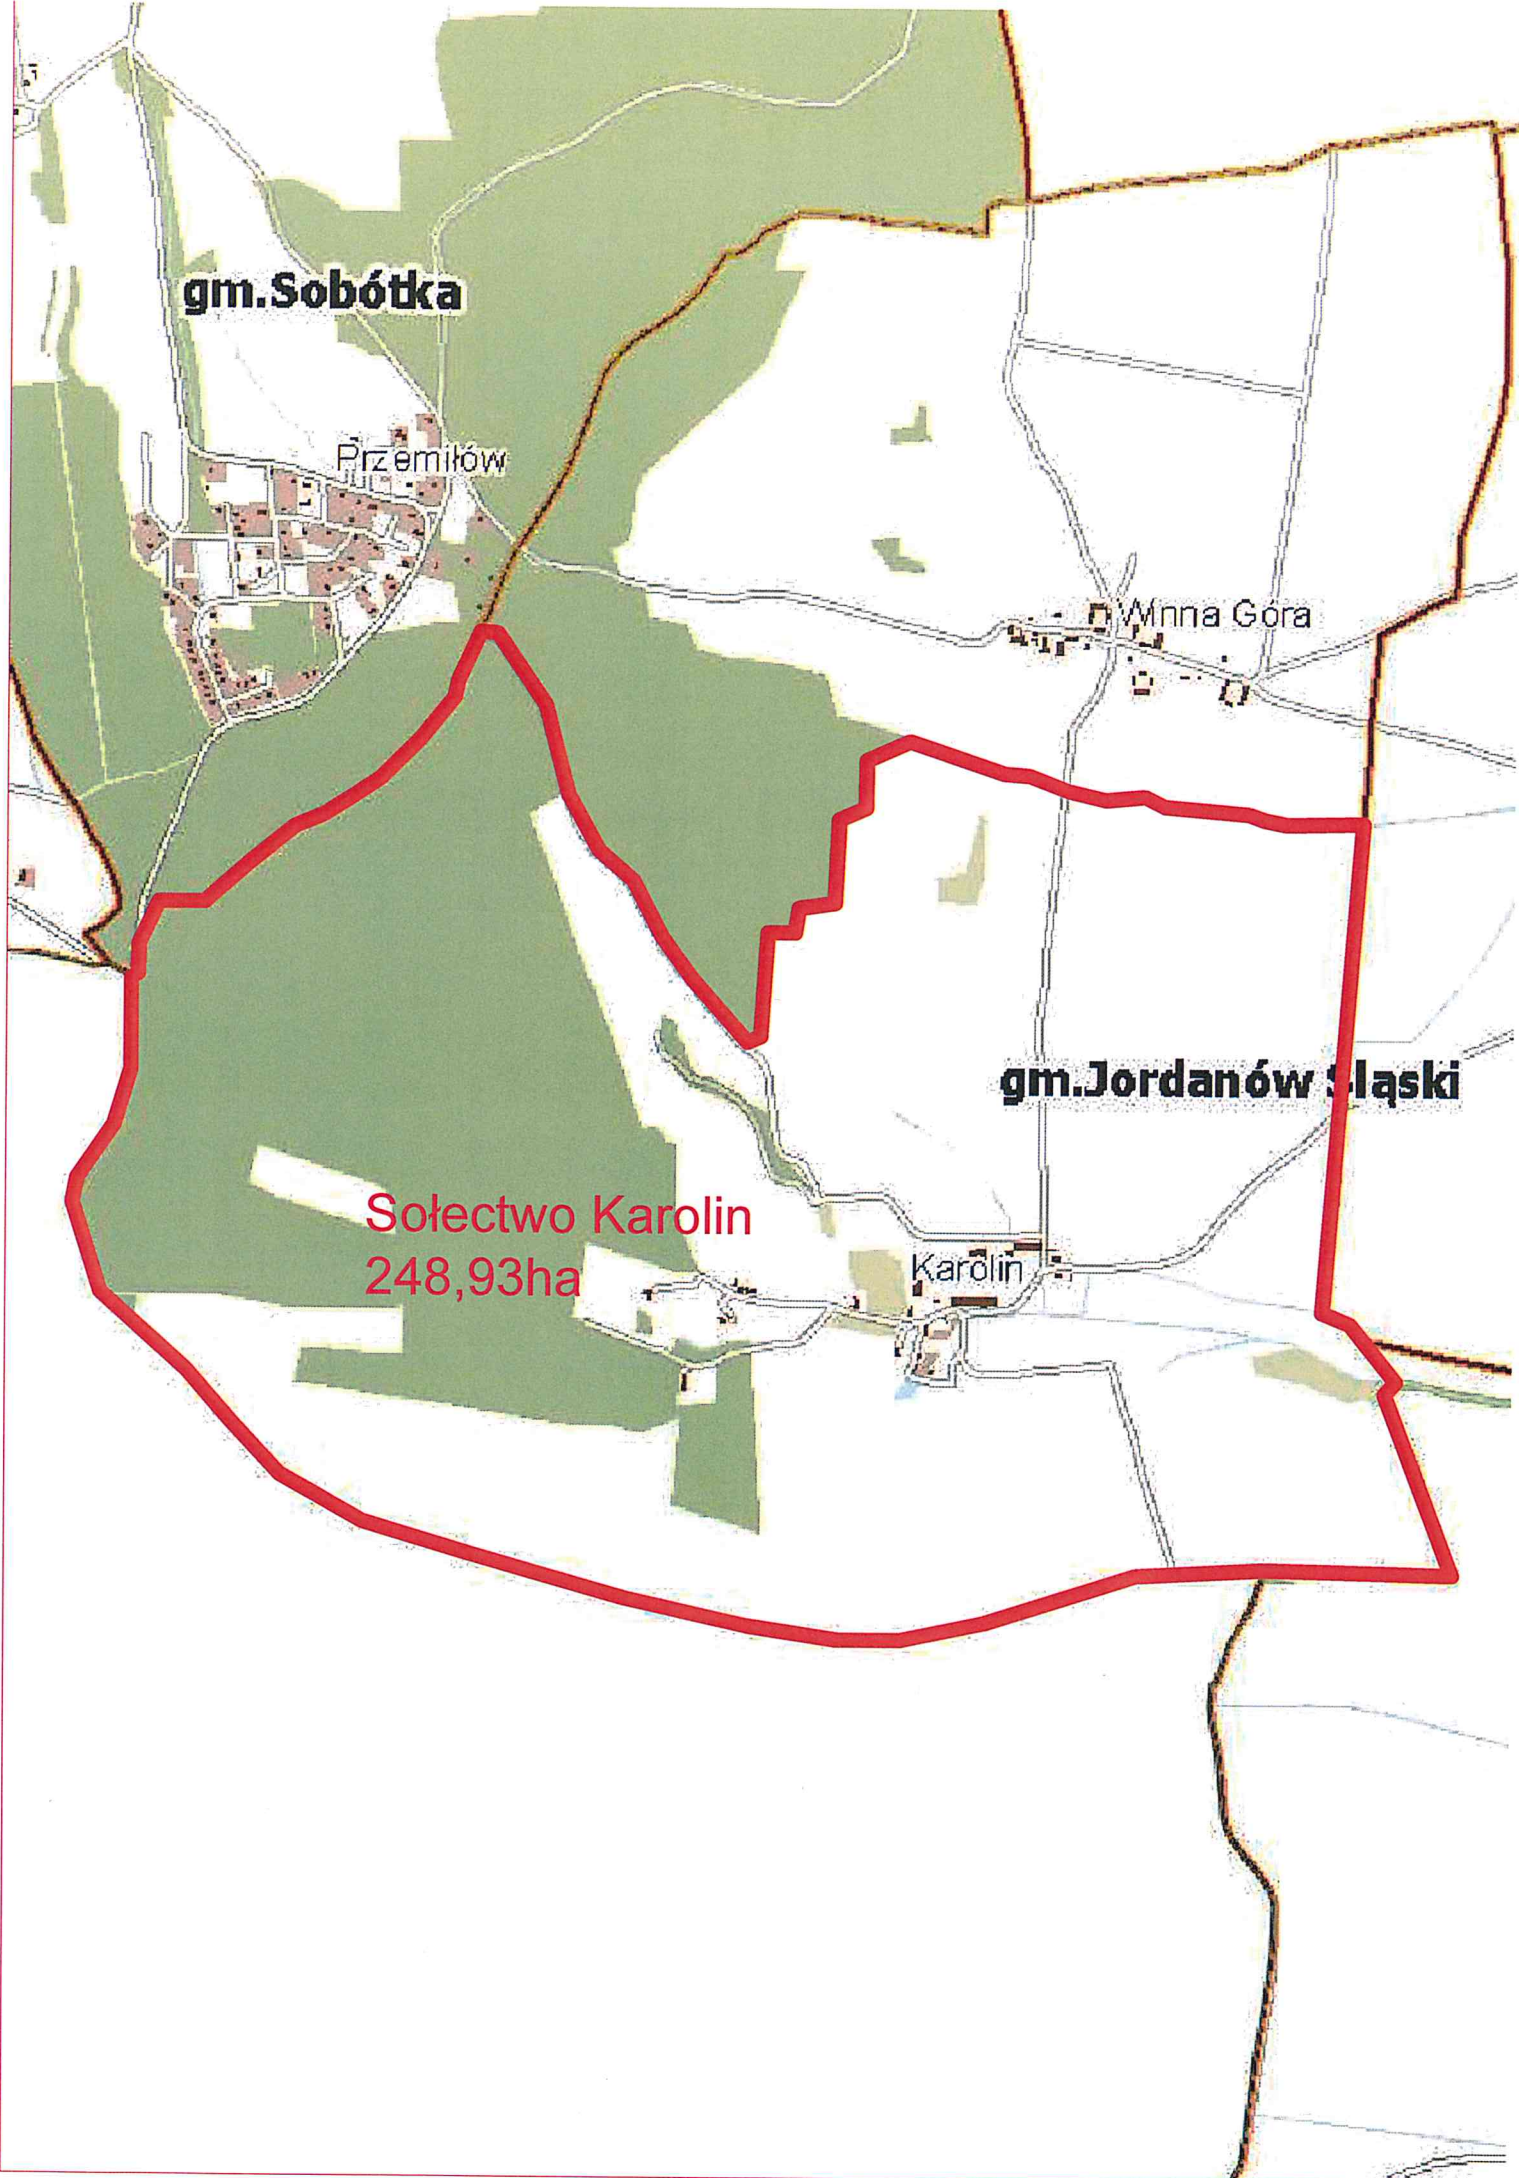 gm.Sobótka
Przemiłów
Winna Góra
gm.Jordanów Śląski
Sołectwo Karolin
248,93ha
Karolin